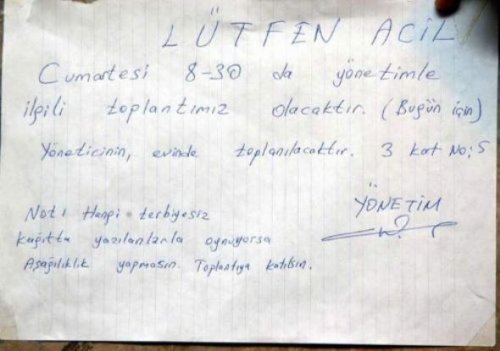 LÜTFEN ACİL
Cumartesi 8-30 da yönetimle
ilgili toplantımız olacaktır. (Bugün için)
Yöneticinin, evinde toplanılacaktır. 3 kat No:5
YÖNETİM
Not: Hangi terbiyesiz
kağıtta yazılanlarla oynuyorsa
Aşağılıklık yapmasın. Toplantıya katılsın.